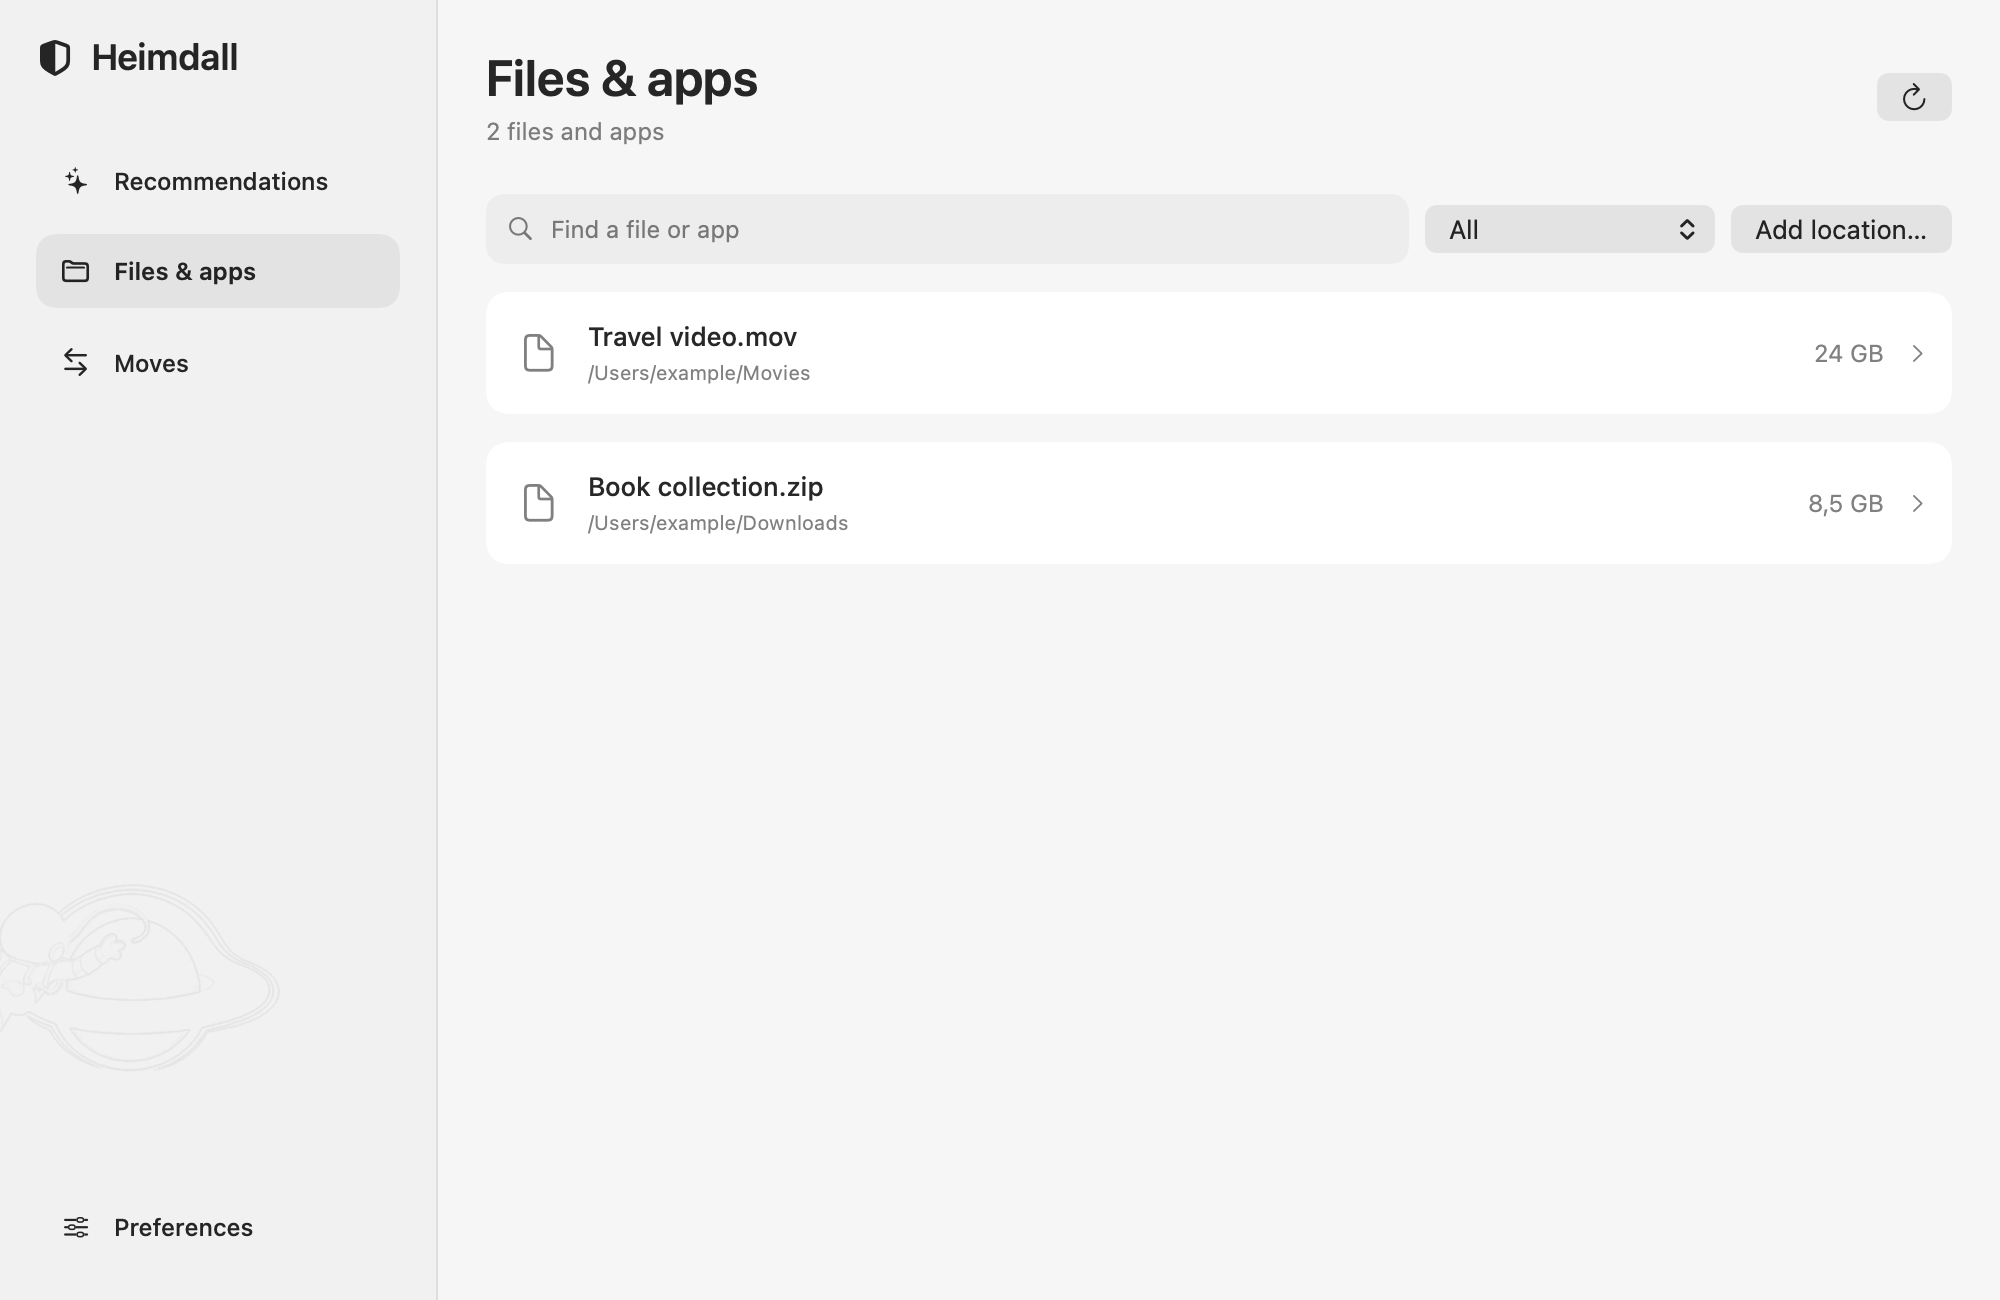 Heimdall
Recommendations
Files & apps
Moves
Preferences
Files & apps
2 files and apps
Find a file or app
All
Add location...
Travel video.mov
/Users/example/Movies
24 GB
Book collection.zip
/Users/example/Downloads
8,5 GB